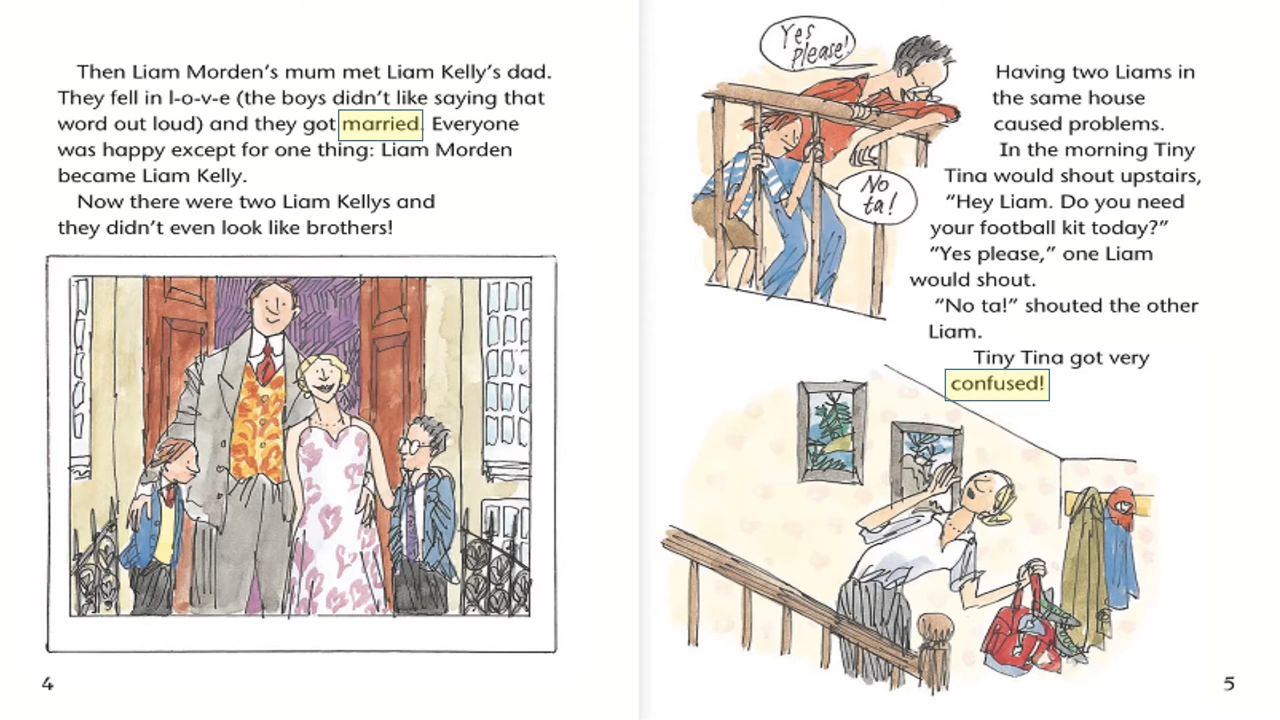 Then Liam Morden's mum met Liam Kelly's dad.
They fell in l-o-v-e (the boys didn't like saying that
word out loud) and they got married. Everyone
was happy except for one thing: Liam Morden
became Liam Kelly.
Now there were two Liam Kellys and
they didn't even look like brothers!
4
Yes
please!
No
ta!
Having two Liams in
the same house
caused problems.
In the morning Tiny
Tina would shout upstairs,
“Hey Liam. Do you need
your football kit today?”
“Yes please,” one Liam
would shout.
“No ta!” shouted the other
Liam.
Tiny Tina got very
confused!
5